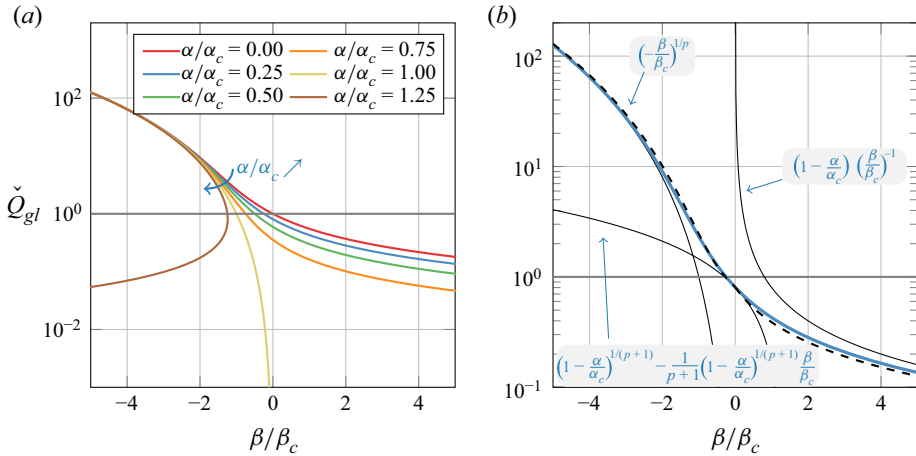 (a)
α/α_c = 0.00 α/α_c = 0.75
α/α_c = 0.25 α/α_c = 1.00
α/α_c = 0.50 α/α_c = 1.25
10^2
10^0
10^{−2}
Q̌_{gl}
α/α_c ↗
−4 −2 0 2 4
β/β_c
(b)
10^2
10^1
10^0
10^{−1}
(−β/β_c)^{1/p}
(1 − α/α_c) (β/β_c)^{−1}
(1 − α/α_c)^{1/(p+1)} − 1/(p+1) (1 − α/α_c)^{1/(p+1)} β/β_c
−4 −2 0 2 4
β/β_c